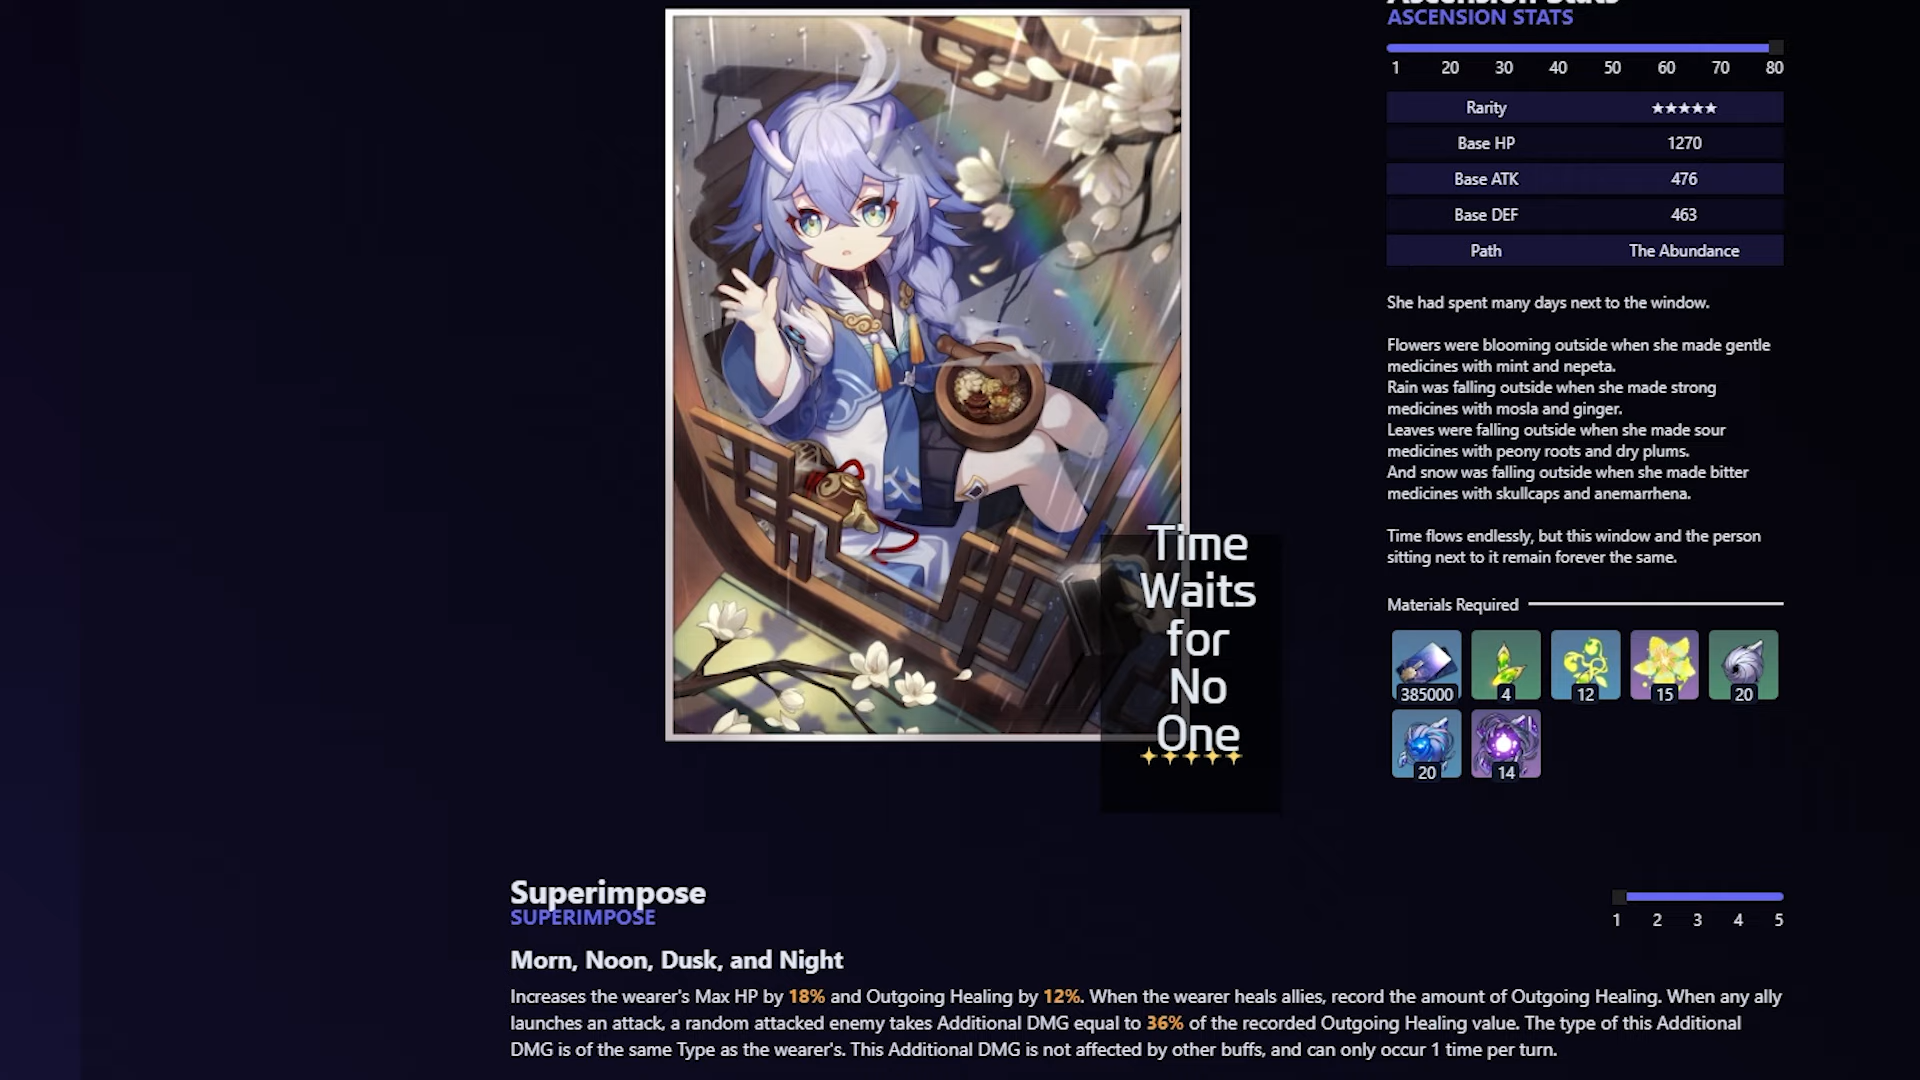 Ascension Stats
ASCENSION STATS
1 20 30 40 50 60 70 80
Rarity ★★★★★
Base HP 1270
Base ATK 476
Base DEF 463
Path The Abundance
She had spent many days next to the window.
Flowers were blooming outside when she made gentle
medicines with mint and nepeta.
Rain was falling outside when she made strong
medicines with mosla and ginger.
Leaves were falling outside when she made sour
medicines with peony roots and dry plums.
And snow was falling outside when she made bitter
medicines with skullcaps and anemarrhena.
Time flows endlessly, but this window and the person
sitting next to it remain forever the same.
Materials Required
385000 4 12 15 20
20 14
Time
Waits
for
No
One
Superimpose
SUPERIMPOSE
1 2 3 4 5
Morn, Noon, Dusk, and Night
Increases the wearer's Max HP by 18% and Outgoing Healing by 12%. When the wearer heals allies, record the amount of Outgoing Healing. When any ally
launches an attack, a random attacked enemy takes Additional DMG equal to 36% of the recorded Outgoing Healing value. The type of this Additional
DMG is of the same Type as the wearer's. This Additional DMG is not affected by other buffs, and can only occur 1 time per turn.